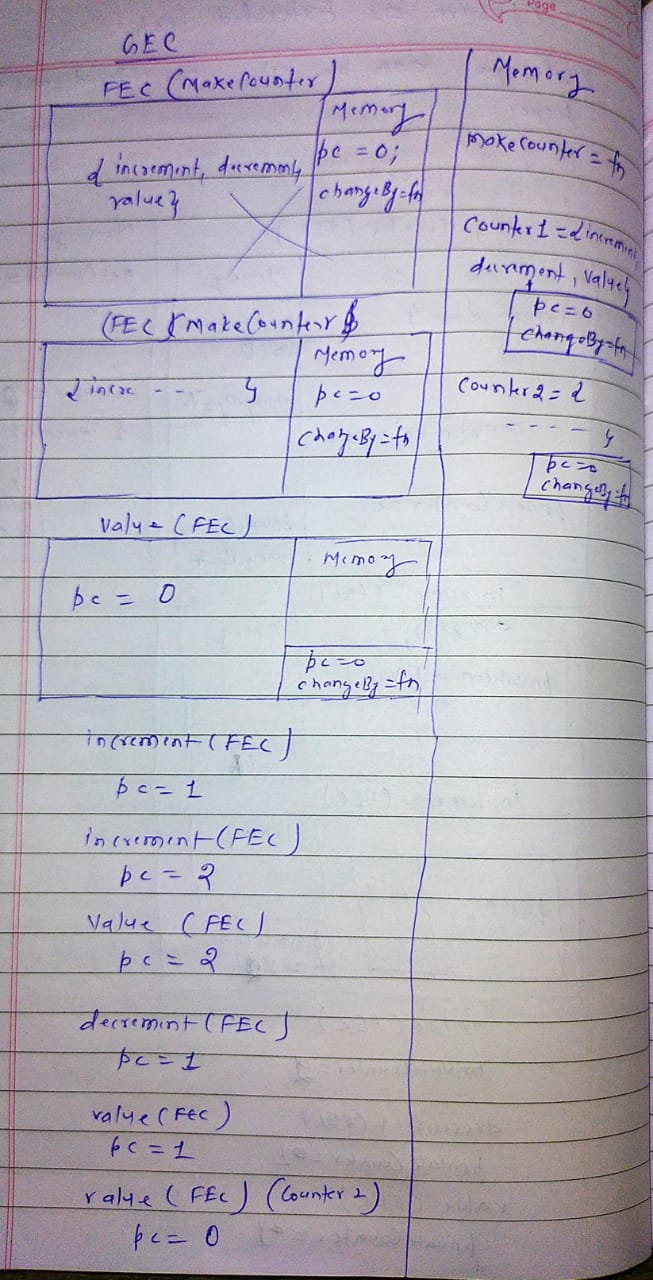 Page
GEC
FEC (MakeCounter)
Memory
pc = 0;
changeBy=fn
{ increment, decrement,
value}
(FEC) (makeCounter)
Memory
{ incre - - - }
pc=0
changeBy=fn
Value (FEC)
Memory
pc = 0
pc=0
changeBy=fn
increment (FEC)
pc = 1
increment (FEC)
pc = 2
Value (FEC)
pc = 2
decrement (FEC)
pc = 1
value (FEC)
pc = 1
value (FEC) (Counter 2)
pc = 0
Memory
makeCounter = fn
Counter1 = {increment,
decrement, value}
pc=0
changeBy=fn
Counter2 = {
- - - - - }
pc=0
changeBy=fn